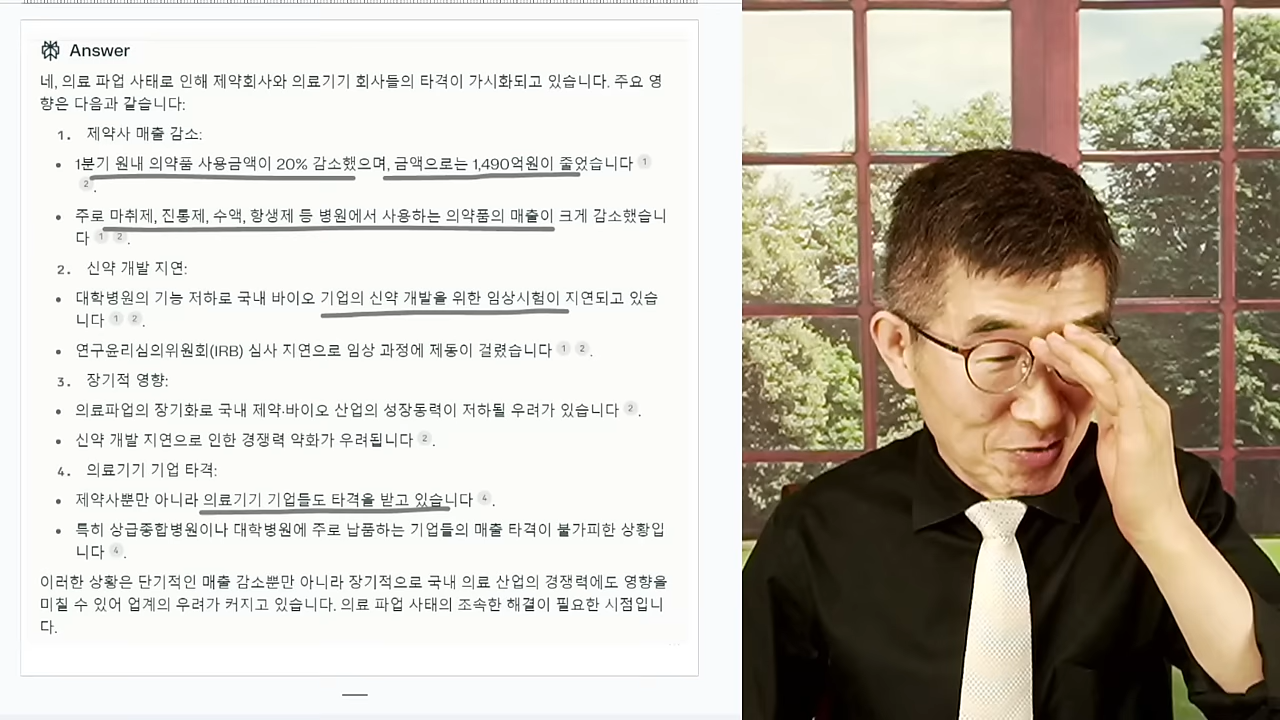 Answer
네, 의료 파업 사태로 인해 제약회사와 의료기기 회사들의 타격이 가시화되고 있습니다. 주요 영
향은 다음과 같습니다:
1. 제약사 매출 감소:
• 1분기 원내 의약품 사용금액이 20% 감소했으며, 금액으로는 1,490억원이 줄었습니다 1
2.
• 주로 마취제, 진통제, 수액, 항생제 등 병원에서 사용하는 의약품의 매출이 크게 감소했습니
다 1 2.
2. 신약 개발 지연:
• 대학병원의 기능 저하로 국내 바이오 기업의 신약 개발을 위한 임상시험이 지연되고 있습
니다 1 2.
• 연구윤리심의위원회(IRB) 심사 지연으로 임상 과정에 제동이 걸렸습니다 1 2.
3. 장기적 영향:
• 의료파업의 장기화로 국내 제약·바이오 산업의 성장동력이 저하될 우려가 있습니다 2.
• 신약 개발 지연으로 인한 경쟁력 약화가 우려됩니다 2.
4. 의료기기 기업 타격:
• 제약사뿐만 아니라 의료기기 기업들도 타격을 받고 있습니다 4.
• 특히 상급종합병원이나 대학병원에 주로 납품하는 기업들의 매출 타격이 불가피한 상황입
니다 4.
이러한 상황은 단기적인 매출 감소뿐만 아니라 장기적으로 국내 의료 산업의 경쟁력에도 영향을
미칠 수 있어 업계의 우려가 커지고 있습니다. 의료 파업 사태의 조속한 해결이 필요한 시점입니
다.